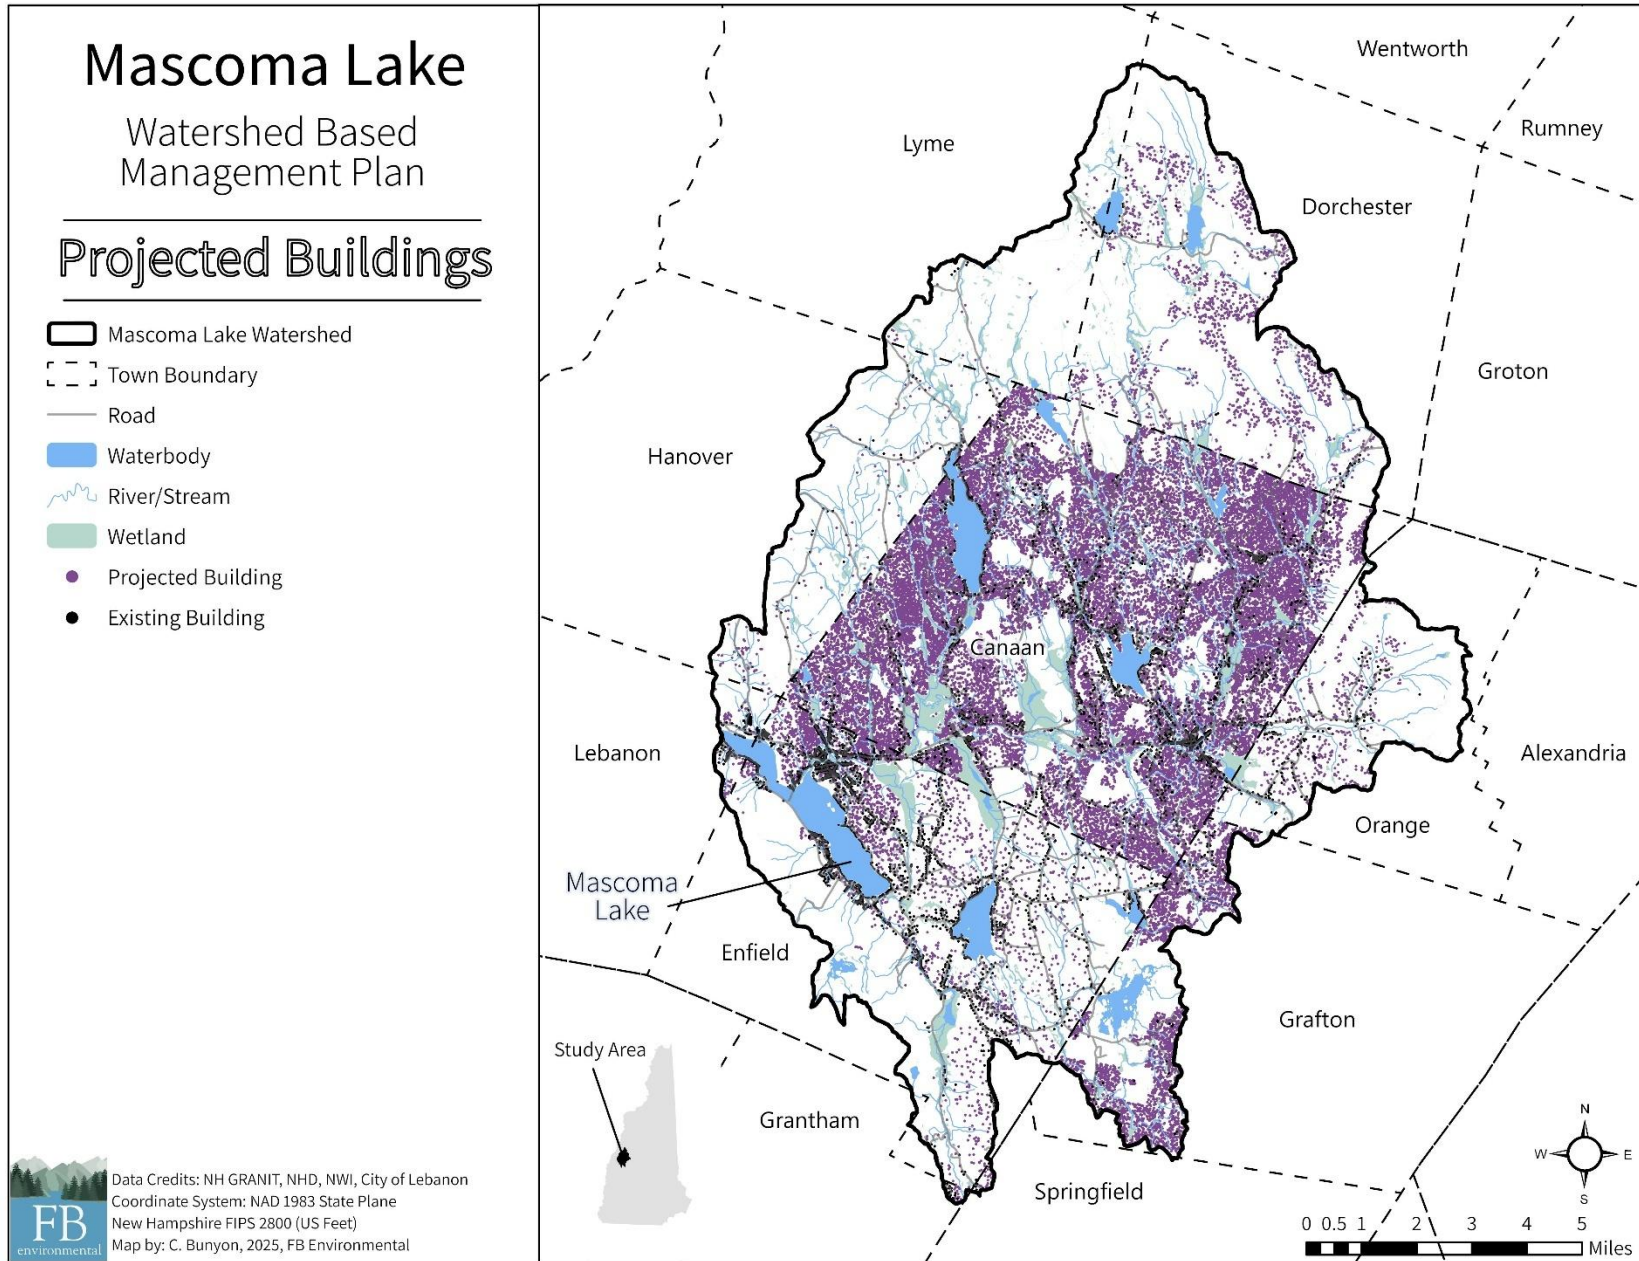 Mascoma Lake
Watershed Based
Management Plan
Projected Buildings
Mascoma Lake Watershed
Town Boundary
Road
Waterbody
River/Stream
Wetland
Projected Building
Existing Building
FB
environmental
Data Credits: NH GRANIT, NHD, NWI, City of Lebanon
Coordinate System: NAD 1983 State Plane
New Hampshire FIPS 2800 (US Feet)
Map by: C. Bunyon, 2025, FB Environmental
Wentworth
Rumney
Lyme
Dorchester
Groton
Hanover
Canaan
Lebanon
Alexandria
Orange
Mascoma
Lake
Enfield
Grafton
Study Area
Grantham
Springfield
N
W E
S
0 0.5 1 2 3 4 5
Miles